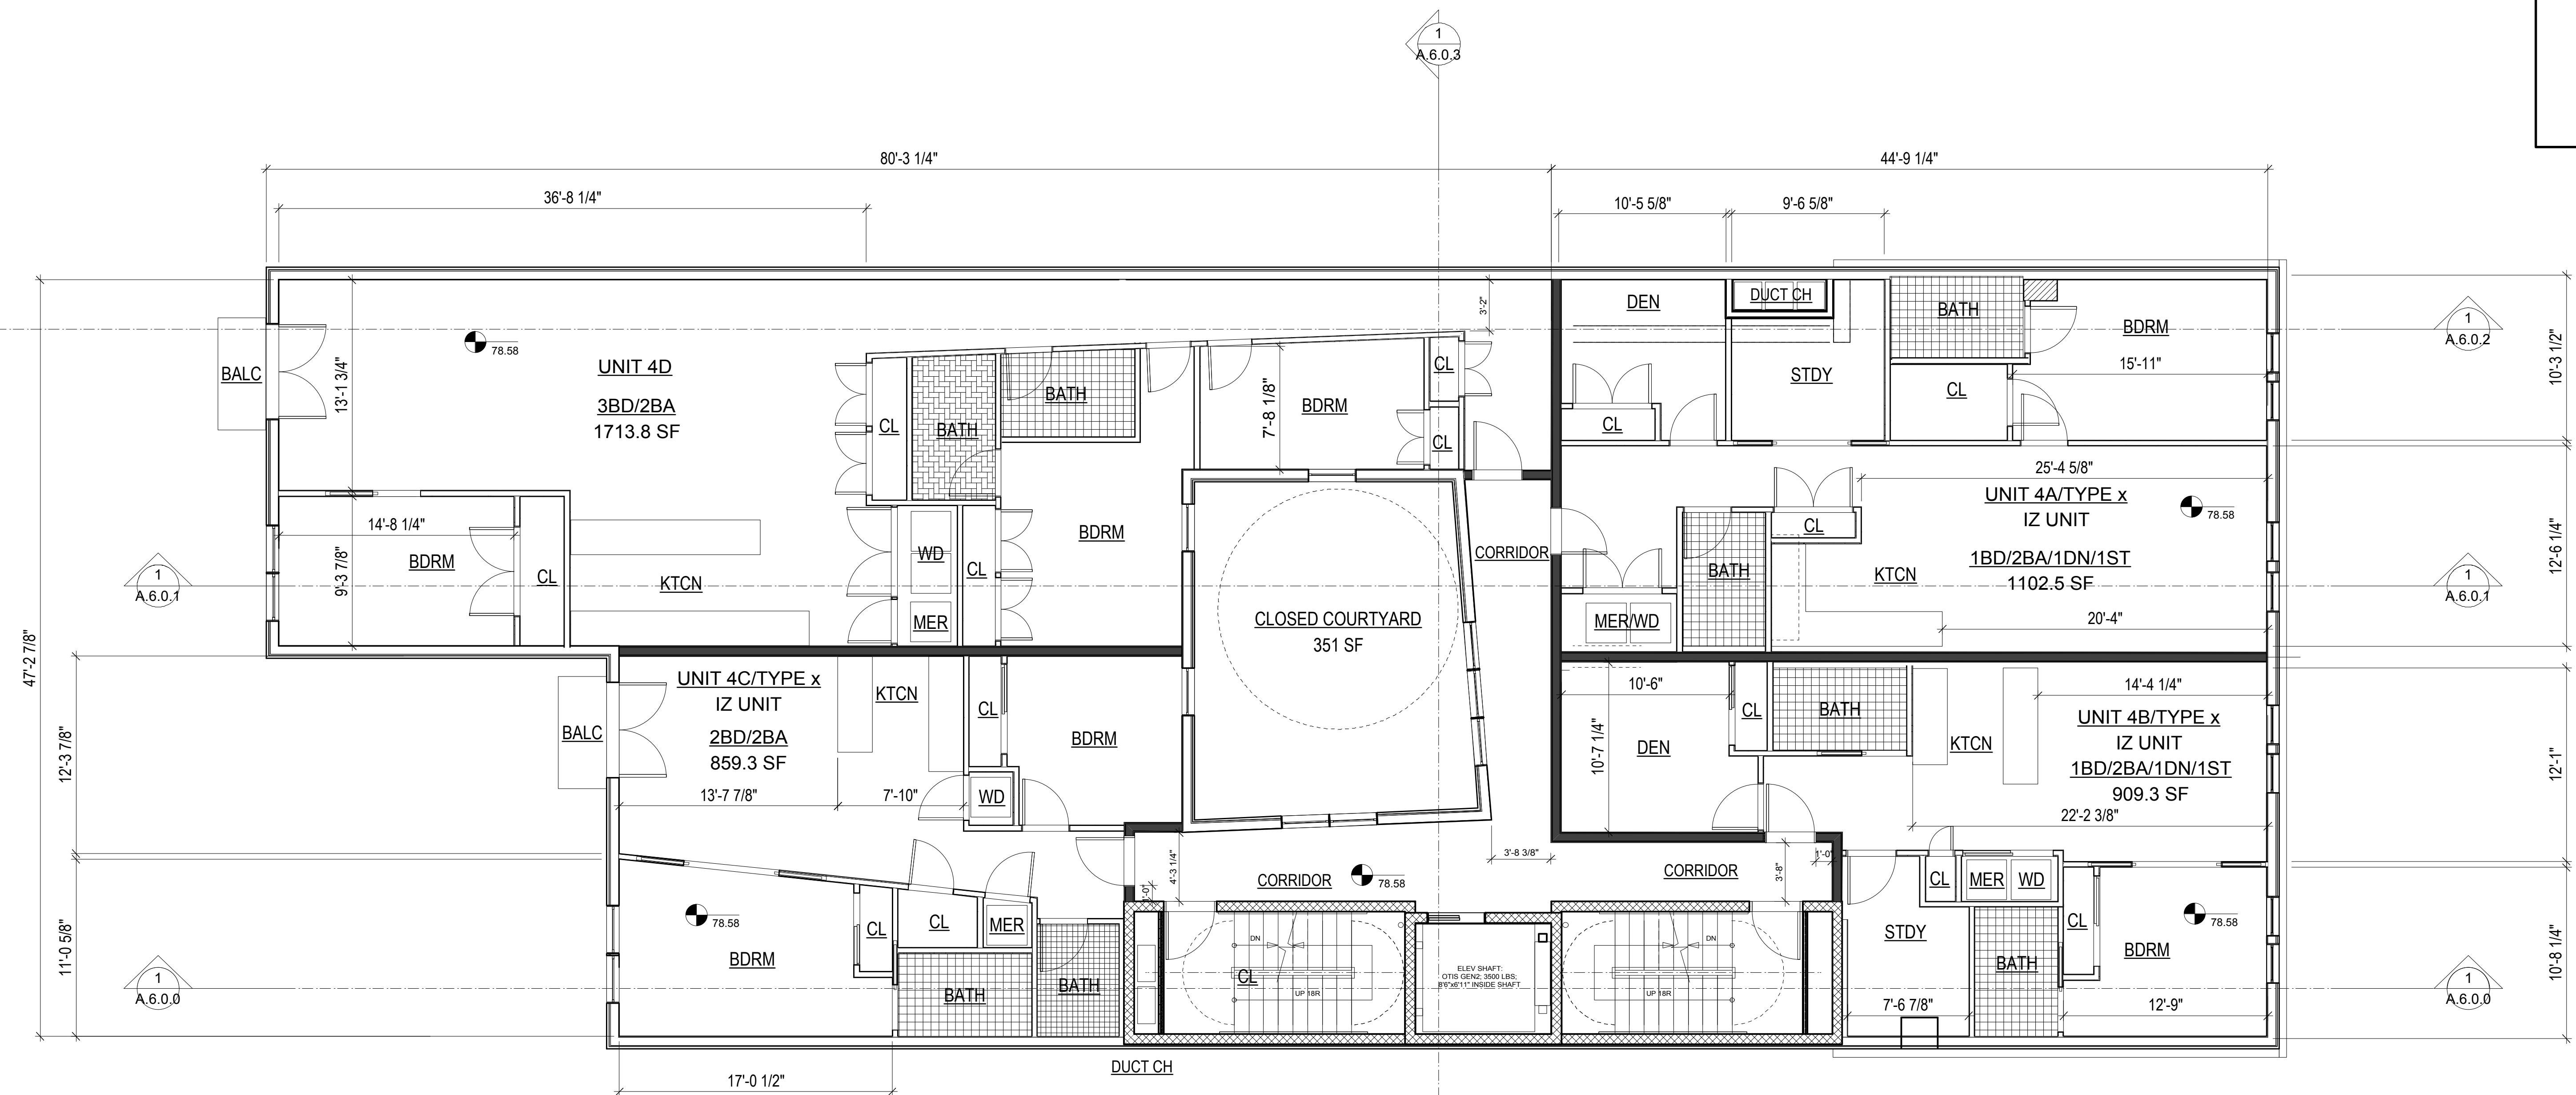 1
A.6.0.3
80'-3 1/4"
44'-9 1/4"
36'-8 1/4"
10'-5 5/8"
9'-6 5/8"
3'-2"
DEN
DUCT CH
BATH
BDRM
1
A.6.0.2
78.58
BALC
13'-1 3/4"
UNIT 4D
3BD/2BA
1713.8 SF
CL
BATH
BATH
7'-8 1/8"
BDRM
CL
CL
CL
STDY
CL
15'-11"
10'-3 1/2"
25'-4 5/8"
UNIT 4A/TYPE x
IZ UNIT
78.58
1BD/2BA/1DN/1ST
1102.5 SF
CL
14'-8 1/4"
BDRM
CL
9'-3 7/8"
KTCN
WD
MER
CL
BDRM
CORRIDOR
BATH
KTCN
MER/WD
20'-4"
12'-6 1/4"
1
A.6.0.1
1
A.6.0.1
CLOSED COURTYARD
351 SF
47'-2 7/8"
UNIT 4C/TYPE x
IZ UNIT
2BD/2BA
859.3 SF
KTCN
CL
BDRM
BALC
13'-7 7/8"
7'-10"
WD
12'-3 7/8"
10'-6"
CL
BATH
10'-7 1/4"
DEN
KTCN
14'-4 1/4"
UNIT 4B/TYPE x
IZ UNIT
1BD/2BA/1DN/1ST
909.3 SF
22'-2 3/8"
12'-1"
4'-3 1/4"
1'-0"
3'-8 3/8"
CORRIDOR
78.58
CORRIDOR
3'-8"
1'-0"
CL
MER
WD
78.58
BDRM
CL
CL
MER
BATH
BATH
11'-0 5/8"
1
A.6.0.0
CL
DN
UP 18R
ELEV SHAFT:
OTIS GEN2; 3500 LBS;
8'6"x6'11" INSIDE SHAFT
DN
UP 18R
STDY
BATH
CL
BDRM
78.58
7'-6 7/8"
12'-9"
10'-8 1/4"
1
A.6.0.0
DUCT CH
17'-0 1/2"